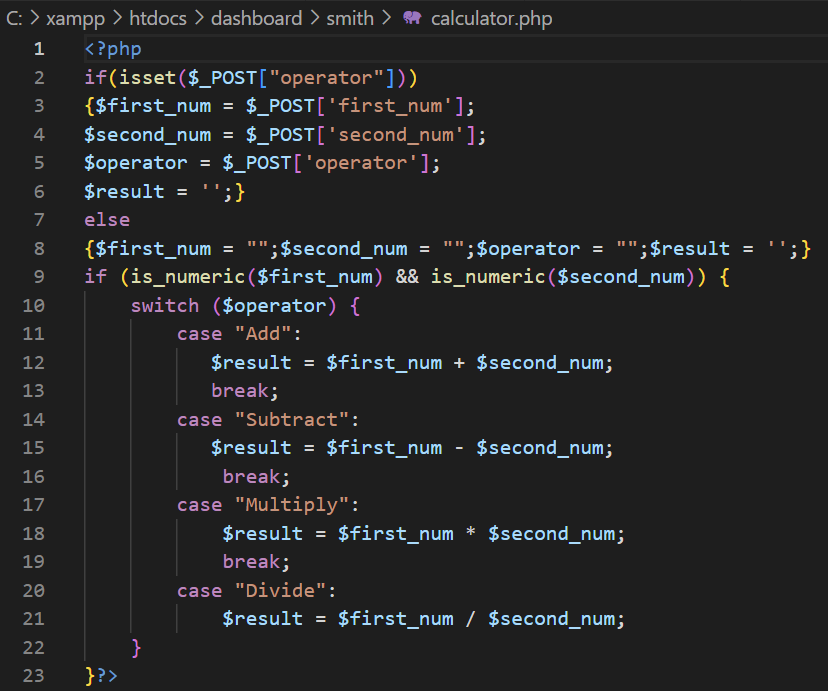 C: > xampp > htdocs > dashboard > smith > calculator.php
1 <?php
2 if(isset($_POST["operator"]))
3 {$first_num = $_POST['first_num'];
4 $second_num = $_POST['second_num'];
5 $operator = $_POST['operator'];
6 $result = '';}
7 else
8 {$first_num = "";$second_num = "";$operator = "";$result = '';}
9 if (is_numeric($first_num) && is_numeric($second_num)) {
10     switch ($operator) {
11         case "Add":
12            $result = $first_num + $second_num;
13            break;
14         case "Subtract":
15            $result = $first_num - $second_num;
16             break;
17         case "Multiply":
18             $result = $first_num * $second_num;
19             break;
20         case "Divide":
21             $result = $first_num / $second_num;
22     }
23 }?>